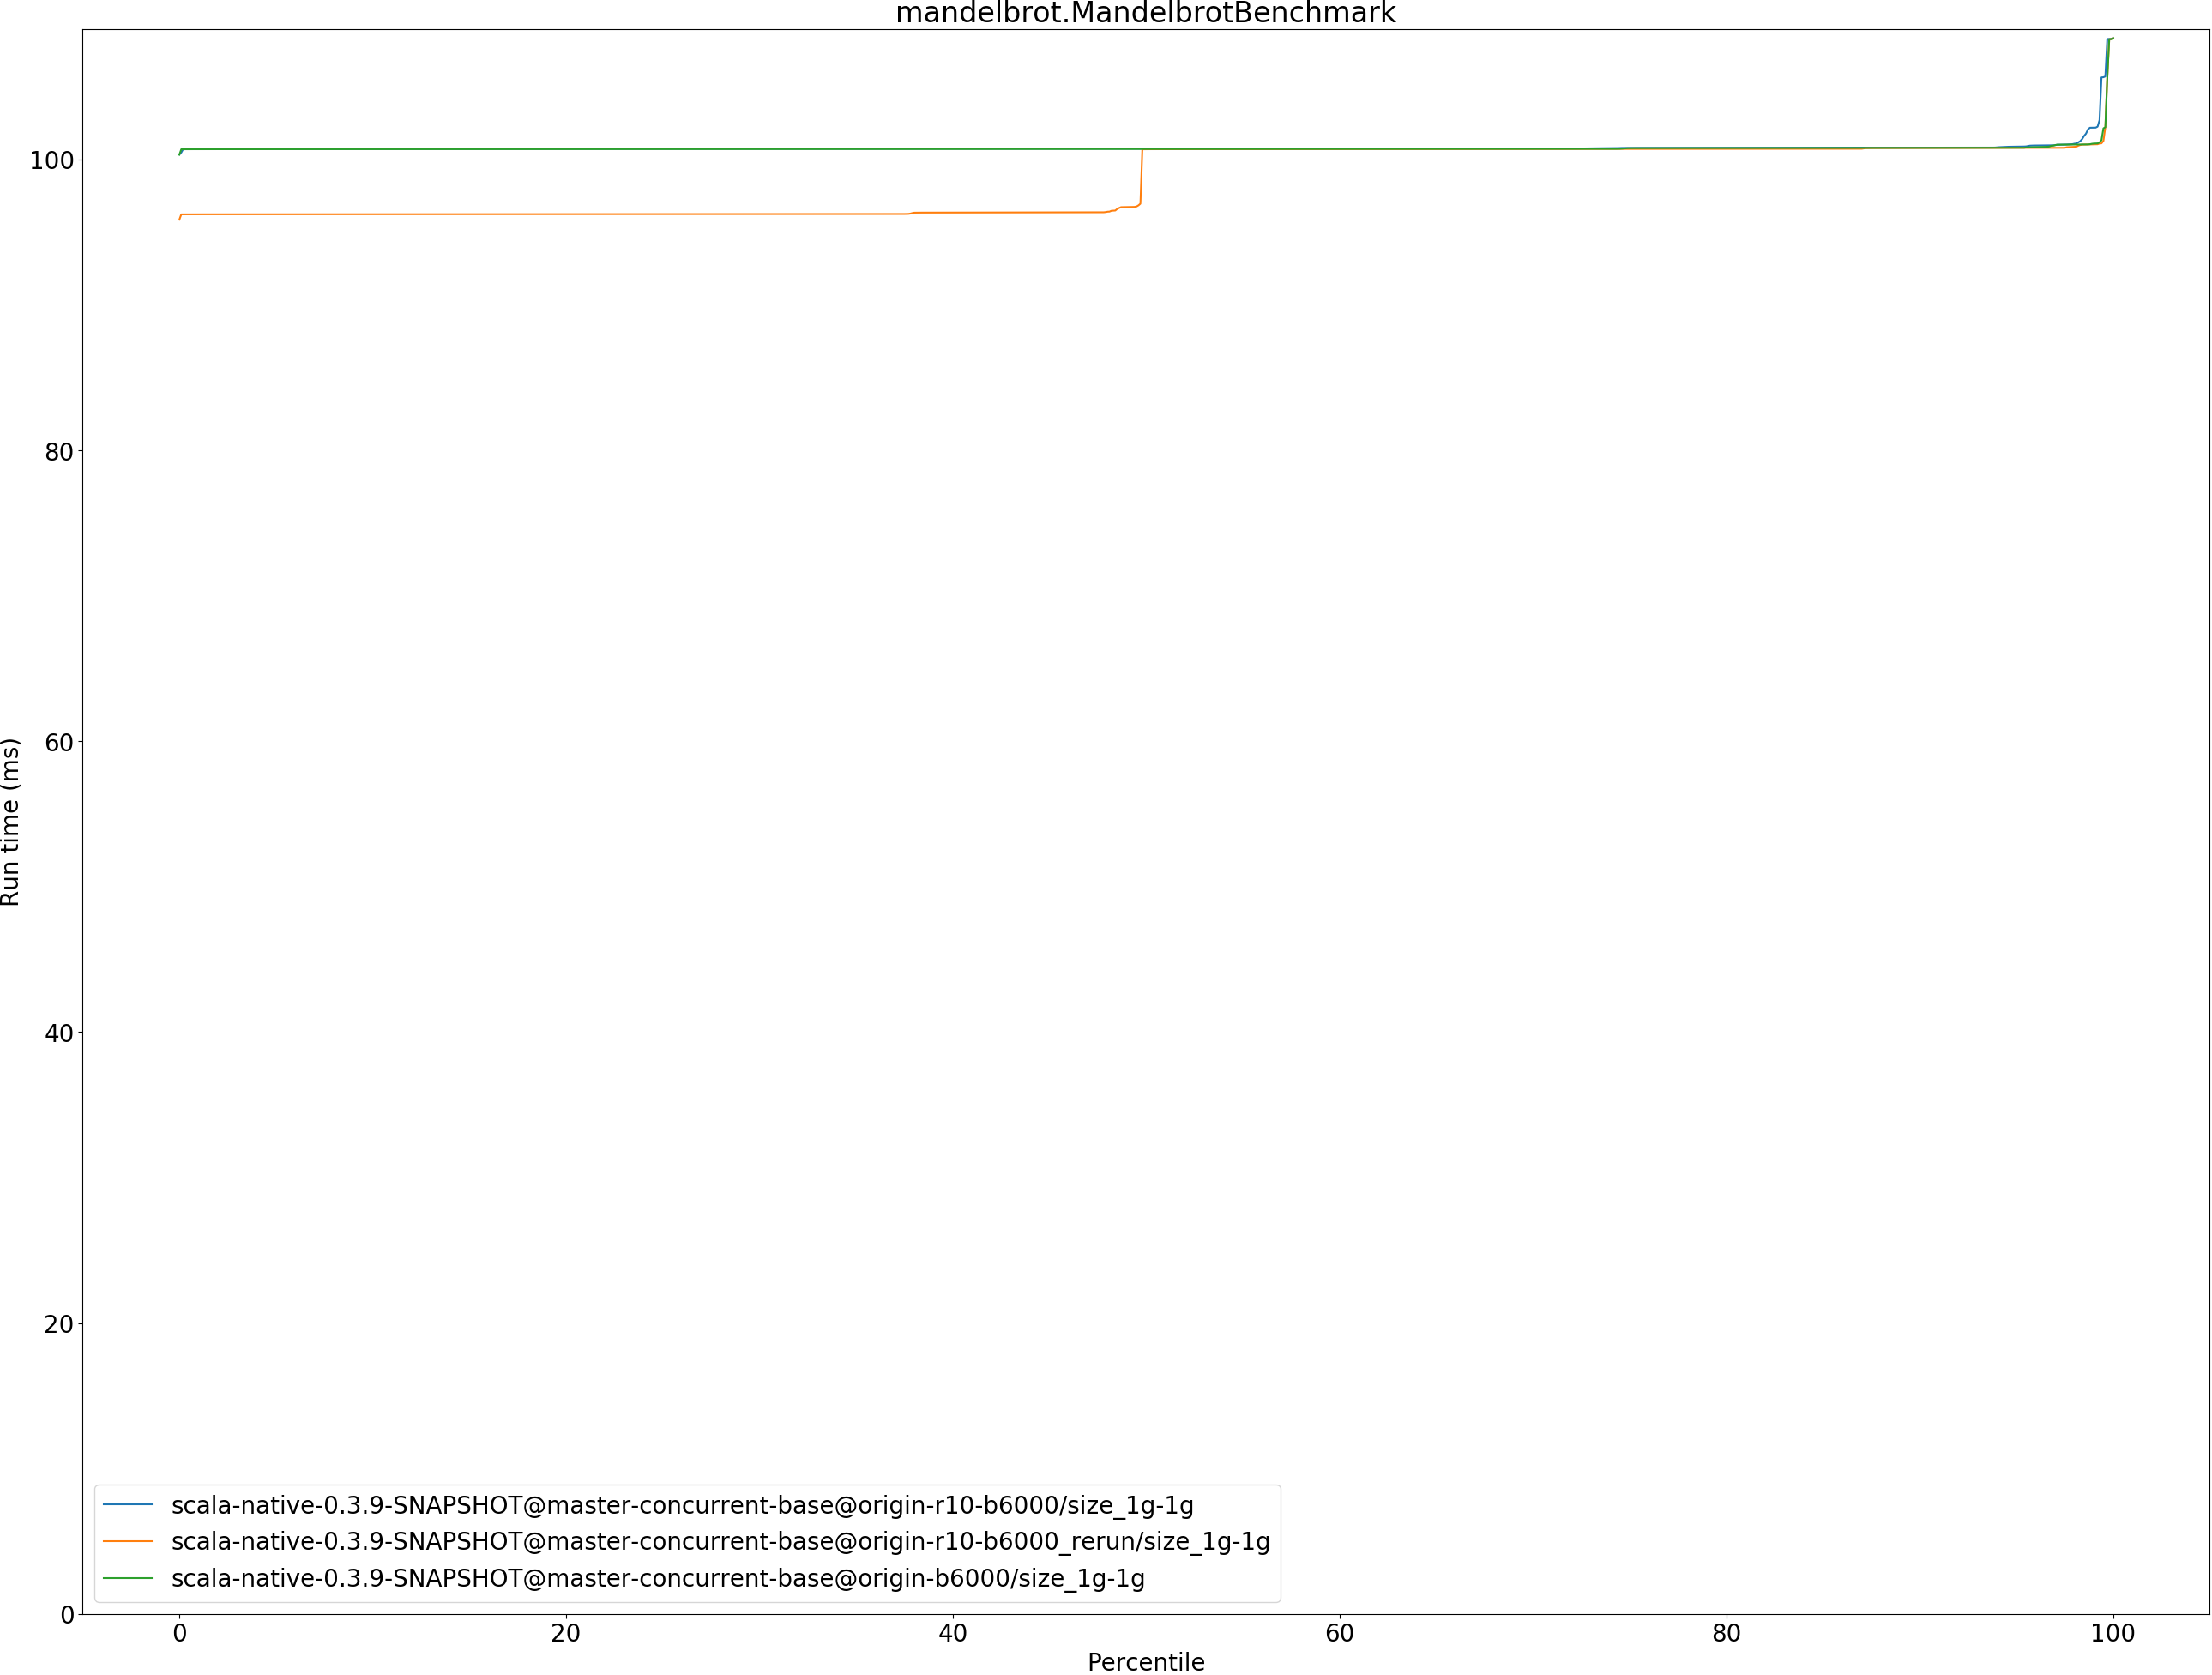 mandelbrot.MandelbrotBenchmark
100
80
60
40
20
0
Run time (ms)
scala-native-0.3.9-SNAPSHOT@master-concurrent-base@origin-r10-b6000/size_1g-1g
scala-native-0.3.9-SNAPSHOT@master-concurrent-base@origin-r10-b6000_rerun/size_1g-1g
scala-native-0.3.9-SNAPSHOT@master-concurrent-base@origin-b6000/size_1g-1g
0 20 40 60 80 100
Percentile